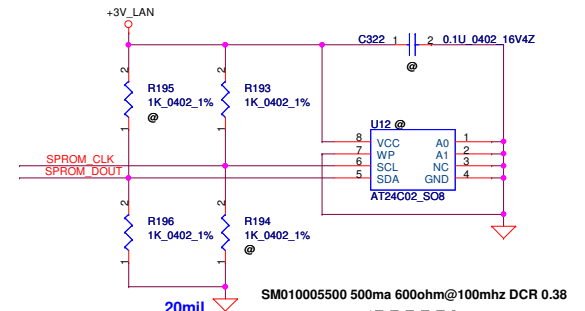 +3V_LAN
C322 1 2 0.1U_0402_16V4Z
@
2 2
R195 R193
1K_0402_1% 1K_0402_1%
@
1 1
U12 @
8 VCC A0 1
7 WP A1 2
6 SCL NC 3
5 SDA GND 4
AT24C02_SO8
SPROM_CLK
SPROM_DOUT
2 2
R196 R194
1K_0402_1% 1K_0402_1%
@
1 1
SM010005500 500ma 600ohm@100mhz DCR 0.38
20mil